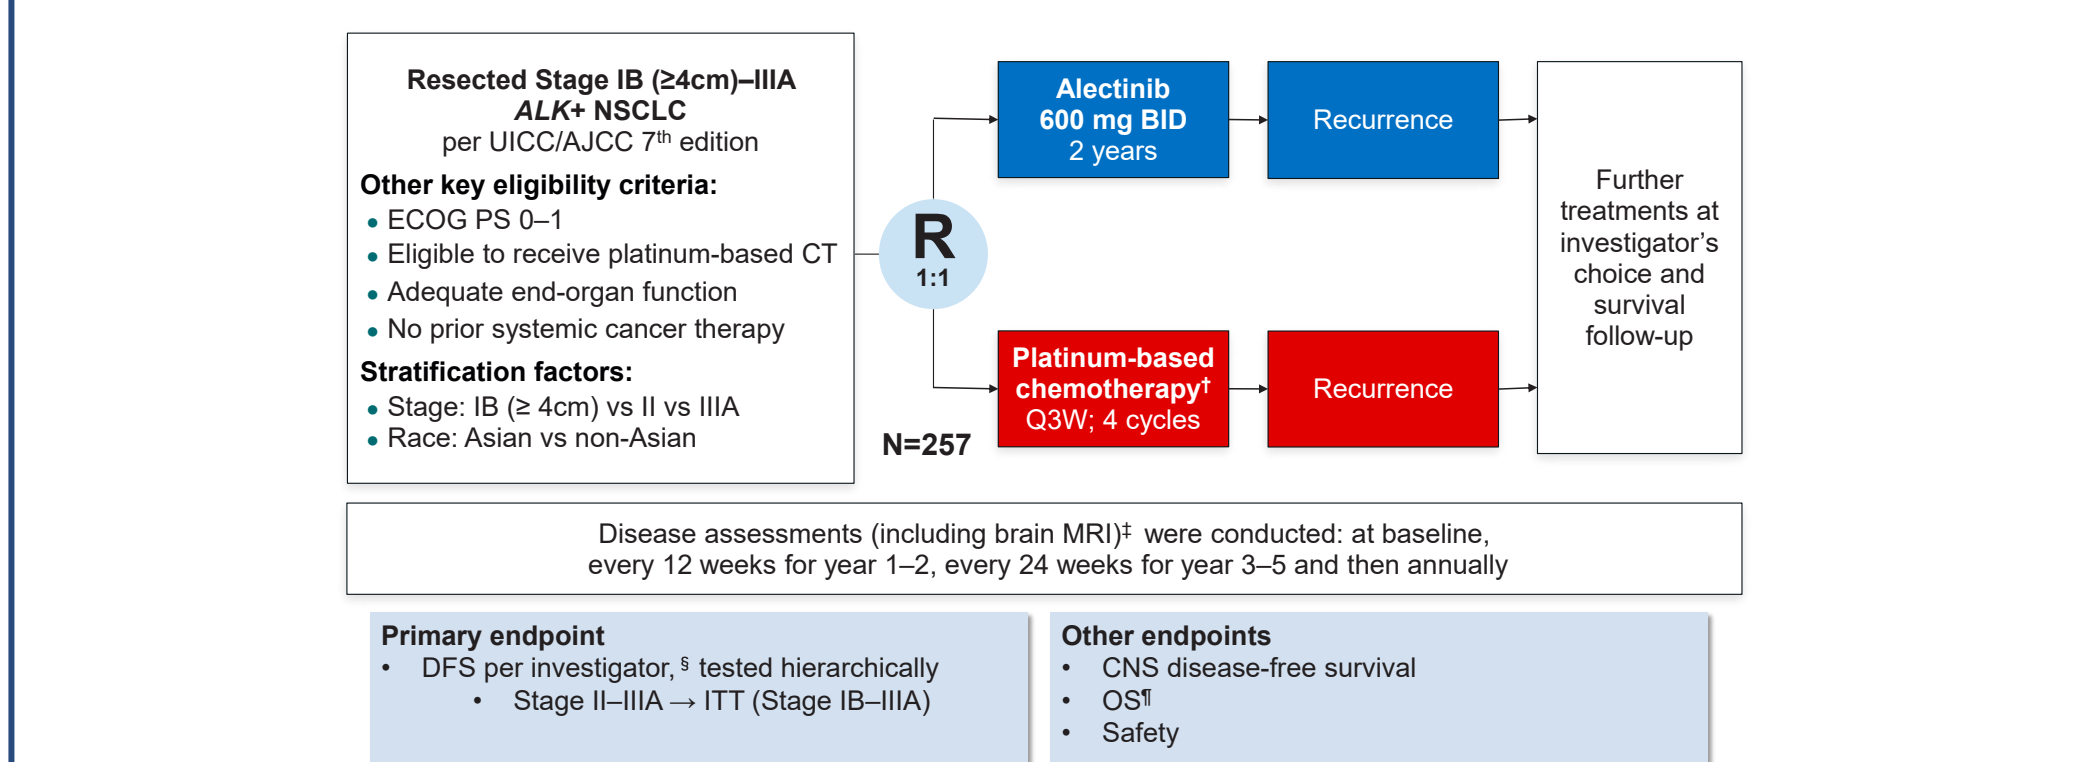 Resected Stage IB (≥4cm)–IIIA
ALK+ NSCLC
per UICC/AJCC 7th edition
Other key eligibility criteria:
• ECOG PS 0–1
• Eligible to receive platinum-based CT
• Adequate end-organ function
• No prior systemic cancer therapy
Stratification factors:
• Stage: IB (≥ 4cm) vs II vs IIIA
• Race: Asian vs non-Asian
R
1:1
N=257
Alectinib
600 mg BID
2 years
Recurrence
Platinum-based
chemotherapy†
Q3W; 4 cycles
Recurrence
Further
treatments at
investigator’s
choice and
survival
follow-up
Disease assessments (including brain MRI)‡ were conducted: at baseline,
every 12 weeks for year 1–2, every 24 weeks for year 3–5 and then annually
Primary endpoint
• DFS per investigator,§ tested hierarchically
• Stage II–IIIA → ITT (Stage IB–IIIA)
Other endpoints
• CNS disease-free survival
• OS¶
• Safety